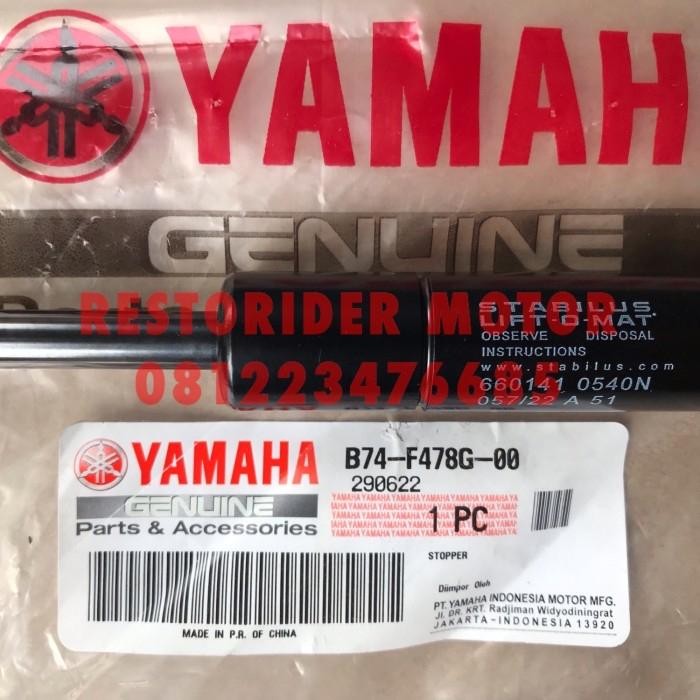 YAMAH
GENUINE
RESTORIDER MOTOR
STABILUS
LIFT-O-MAT
OBSERVE DISPOSAL
INSTRUCTIONS
www.stabilus.com
660141 0540N
057/22 A 51
YAMAHA
GENUINE
Parts & Accessories
B74-F478G-00
290622
1 PC
STOPPER
Diimpor Oleh
PT. YAMAHA INDONESIA MOTOR MFG.
Jl. DR. KRT. Radjiman Widyodiningrat
JAKARTA - INDONESIA 13920
MADE IN P.R. OF CHINA